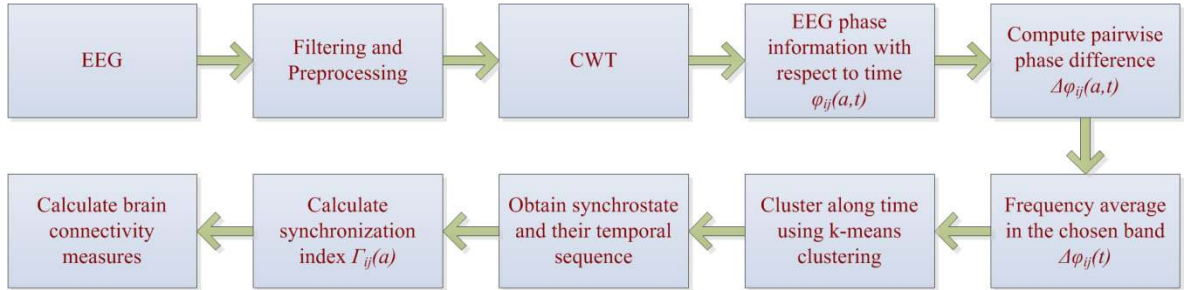 EEG
Filtering and
Preprocessing
CWT
EEG phase
information with
respect to time
φij(a,t)
Compute pairwise
phase difference
Δφij(a,t)
Frequency average
in the chosen band
Δφij(t)
Cluster along time
using k-means
clustering
Obtain synchrostate
and their temporal
sequence
Calculate
synchronization
index Γij(a)
Calculate brain
connectivity
measures